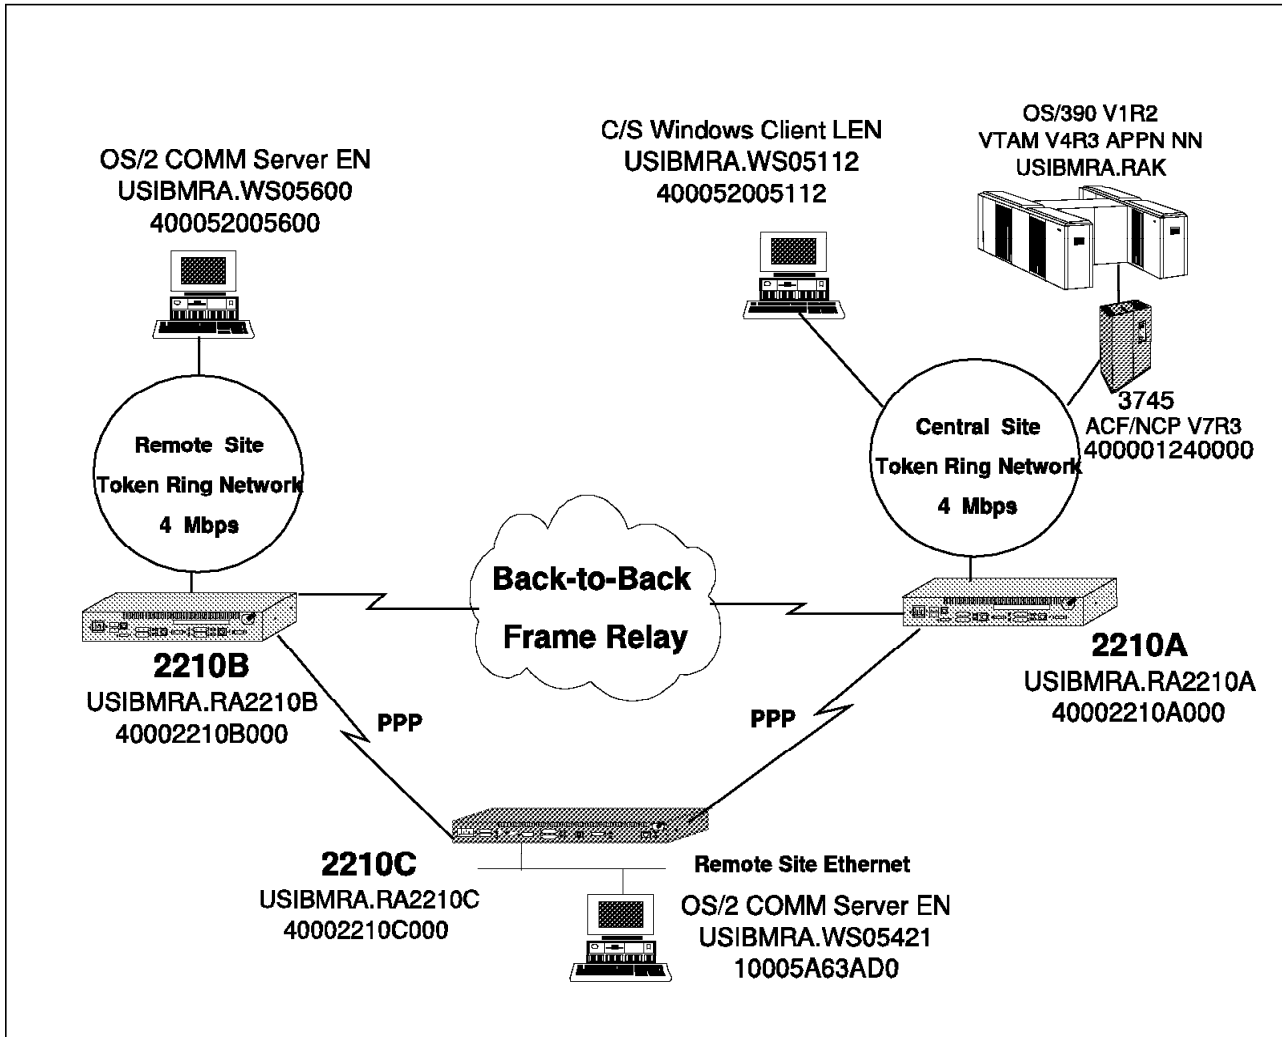 OS/2 COMM Server EN
USIBMRA.WS05600
400052005600
C/S Windows Client LEN
USIBMRA.WS05112
400052005112
OS/390 V1R2
VTAM V4R3 APPN NN
USIBMRA.RAK
3745
ACF/NCP V7R3
400001240000
Remote Site
Token Ring Network
4 Mbps
Central Site
Token Ring Network
4 Mbps
Back-to-Back
Frame Relay
2210B
USIBMRA.RA2210B
40002210B000
2210A
USIBMRA.RA2210A
40002210A000
PPP
PPP
2210C
USIBMRA.RA2210C
40002210C000
Remote Site Ethernet
OS/2 COMM Server EN
USIBMRA.WS05421
10005A63AD0